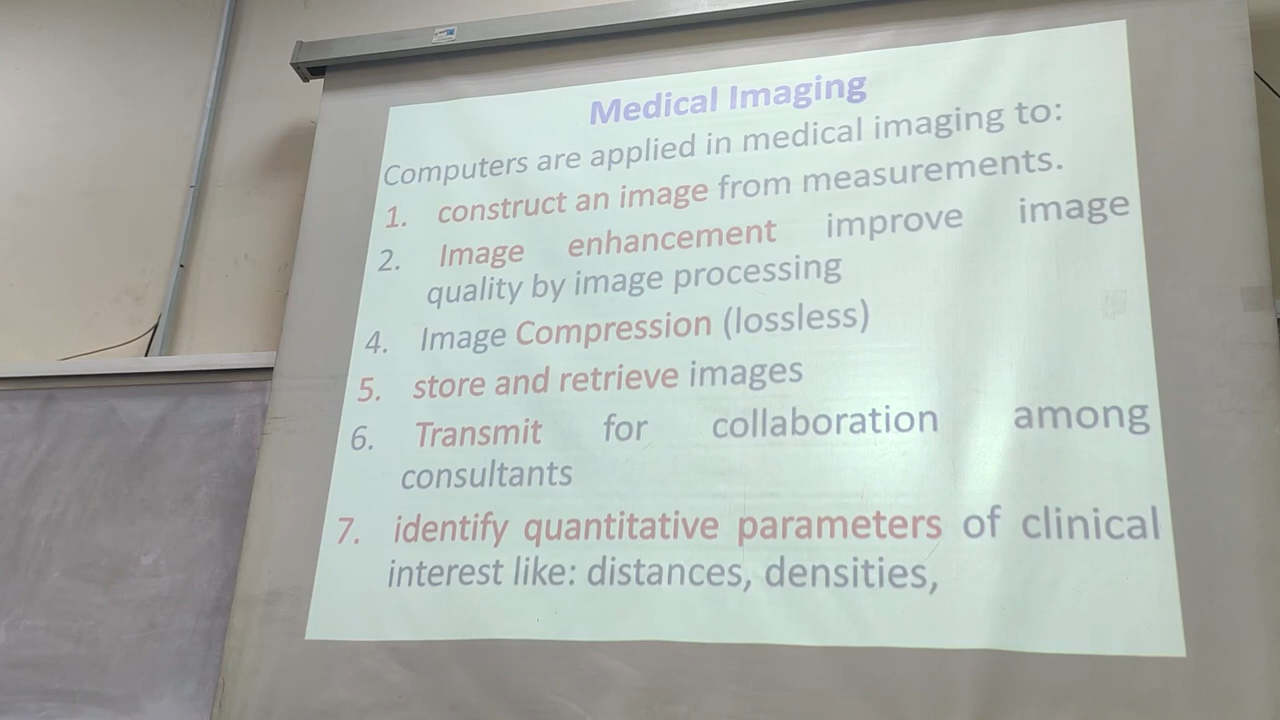 Medical Imaging
Computers are applied in medical imaging to:
1. construct an image from measurements.
2. Image enhancement improve image
quality by image processing
4. Image Compression (lossless)
5. store and retrieve images
6. Transmit for collaboration among
consultants
7. identify quantitative parameters of clinical
interest like: distances, densities,